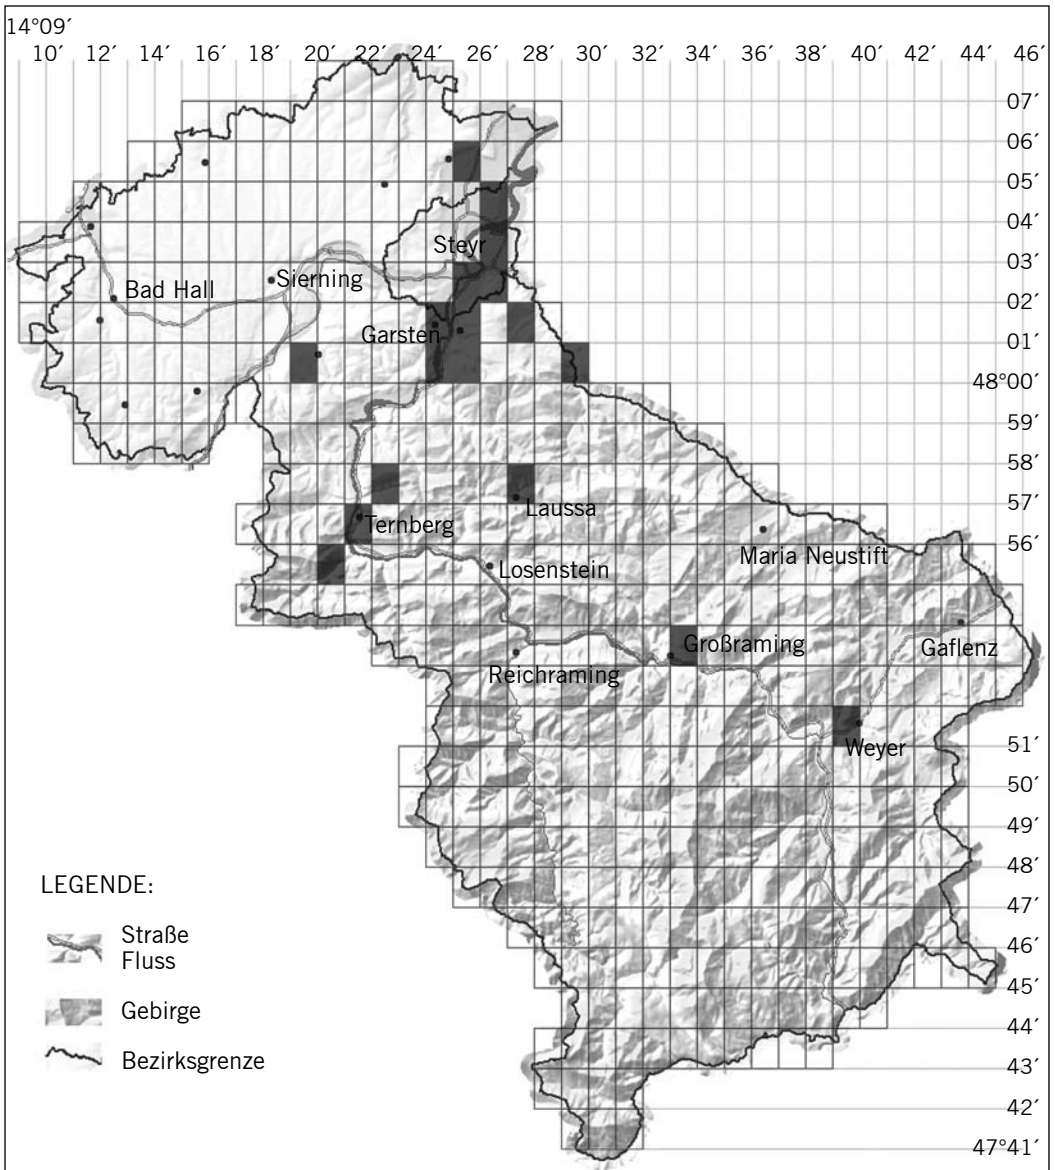 14°09′
10′ 12′ 14′ 16′ 18′ 20′ 22′ 24′ 26′ 28′ 30′ 32′ 34′ 36′ 38′ 40′ 42′ 44′ 46′
07′
06′
05′
04′
Steyr
03′
Sierning
Bad Hall
02′
Garsten
01′
48°00′
59′
58′
57′
Laussa
Ternberg
56′
Maria Neustift
Losenstein
Großraming
Gaflenz
Reichraming
51′
Weyer
50′
49′
48′
LEGENDE:
47′
Straße
Fluss
46′
45′
Gebirge
44′
Bezirksgrenze
43′
42′
47°41′